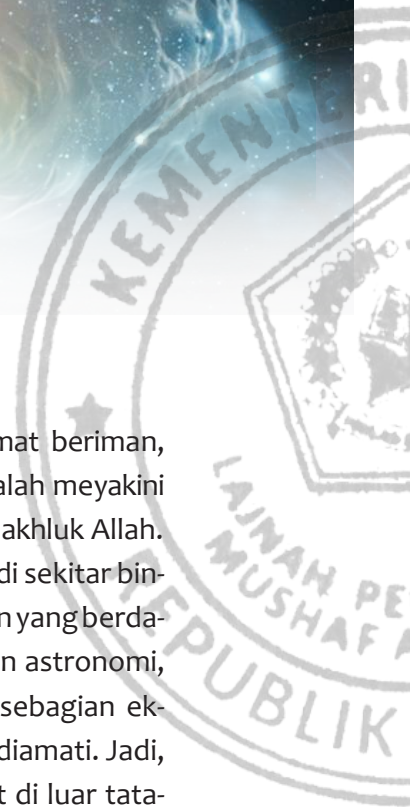 mat beriman,
alah meyakini
akhluk Allah.
di sekitar bin-
n yang berda-
n astronomi,
sebagian ek-
diamati. Jadi,
t di luar tata-
KEMENTERI
LAJNAH PE
MUSHAF A
REPUBLIK